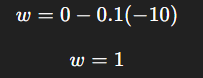 w = 0 − 0.1(−10)
w = 1